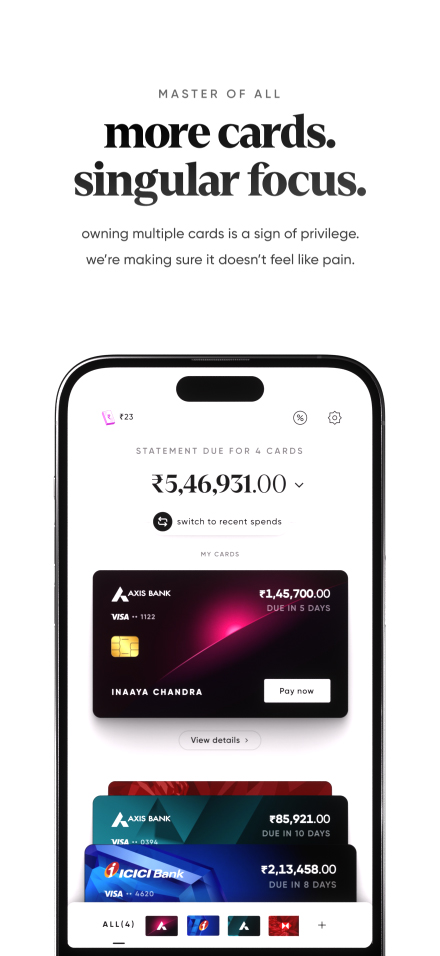 MASTER OF ALL
more cards.
singular focus.
owning multiple cards is a sign of privilege.
we're making sure it doesn't feel like pain.
₹23
STATEMENT DUE FOR 4 CARDS
₹5,46,931.00
switch to recent spends
MY CARDS
AXIS BANK
₹1,45,700.00
DUE IN 5 DAYS
VISA •• 1122
INAAYA CHANDRA
Pay now
View details
AXIS BANK
₹85,921.00
DUE IN 10 DAYS
VISA •• 0394
ICICI Bank
₹2,13,458.00
DUE IN 8 DAYS
VISA •• 4620
ALL(4)